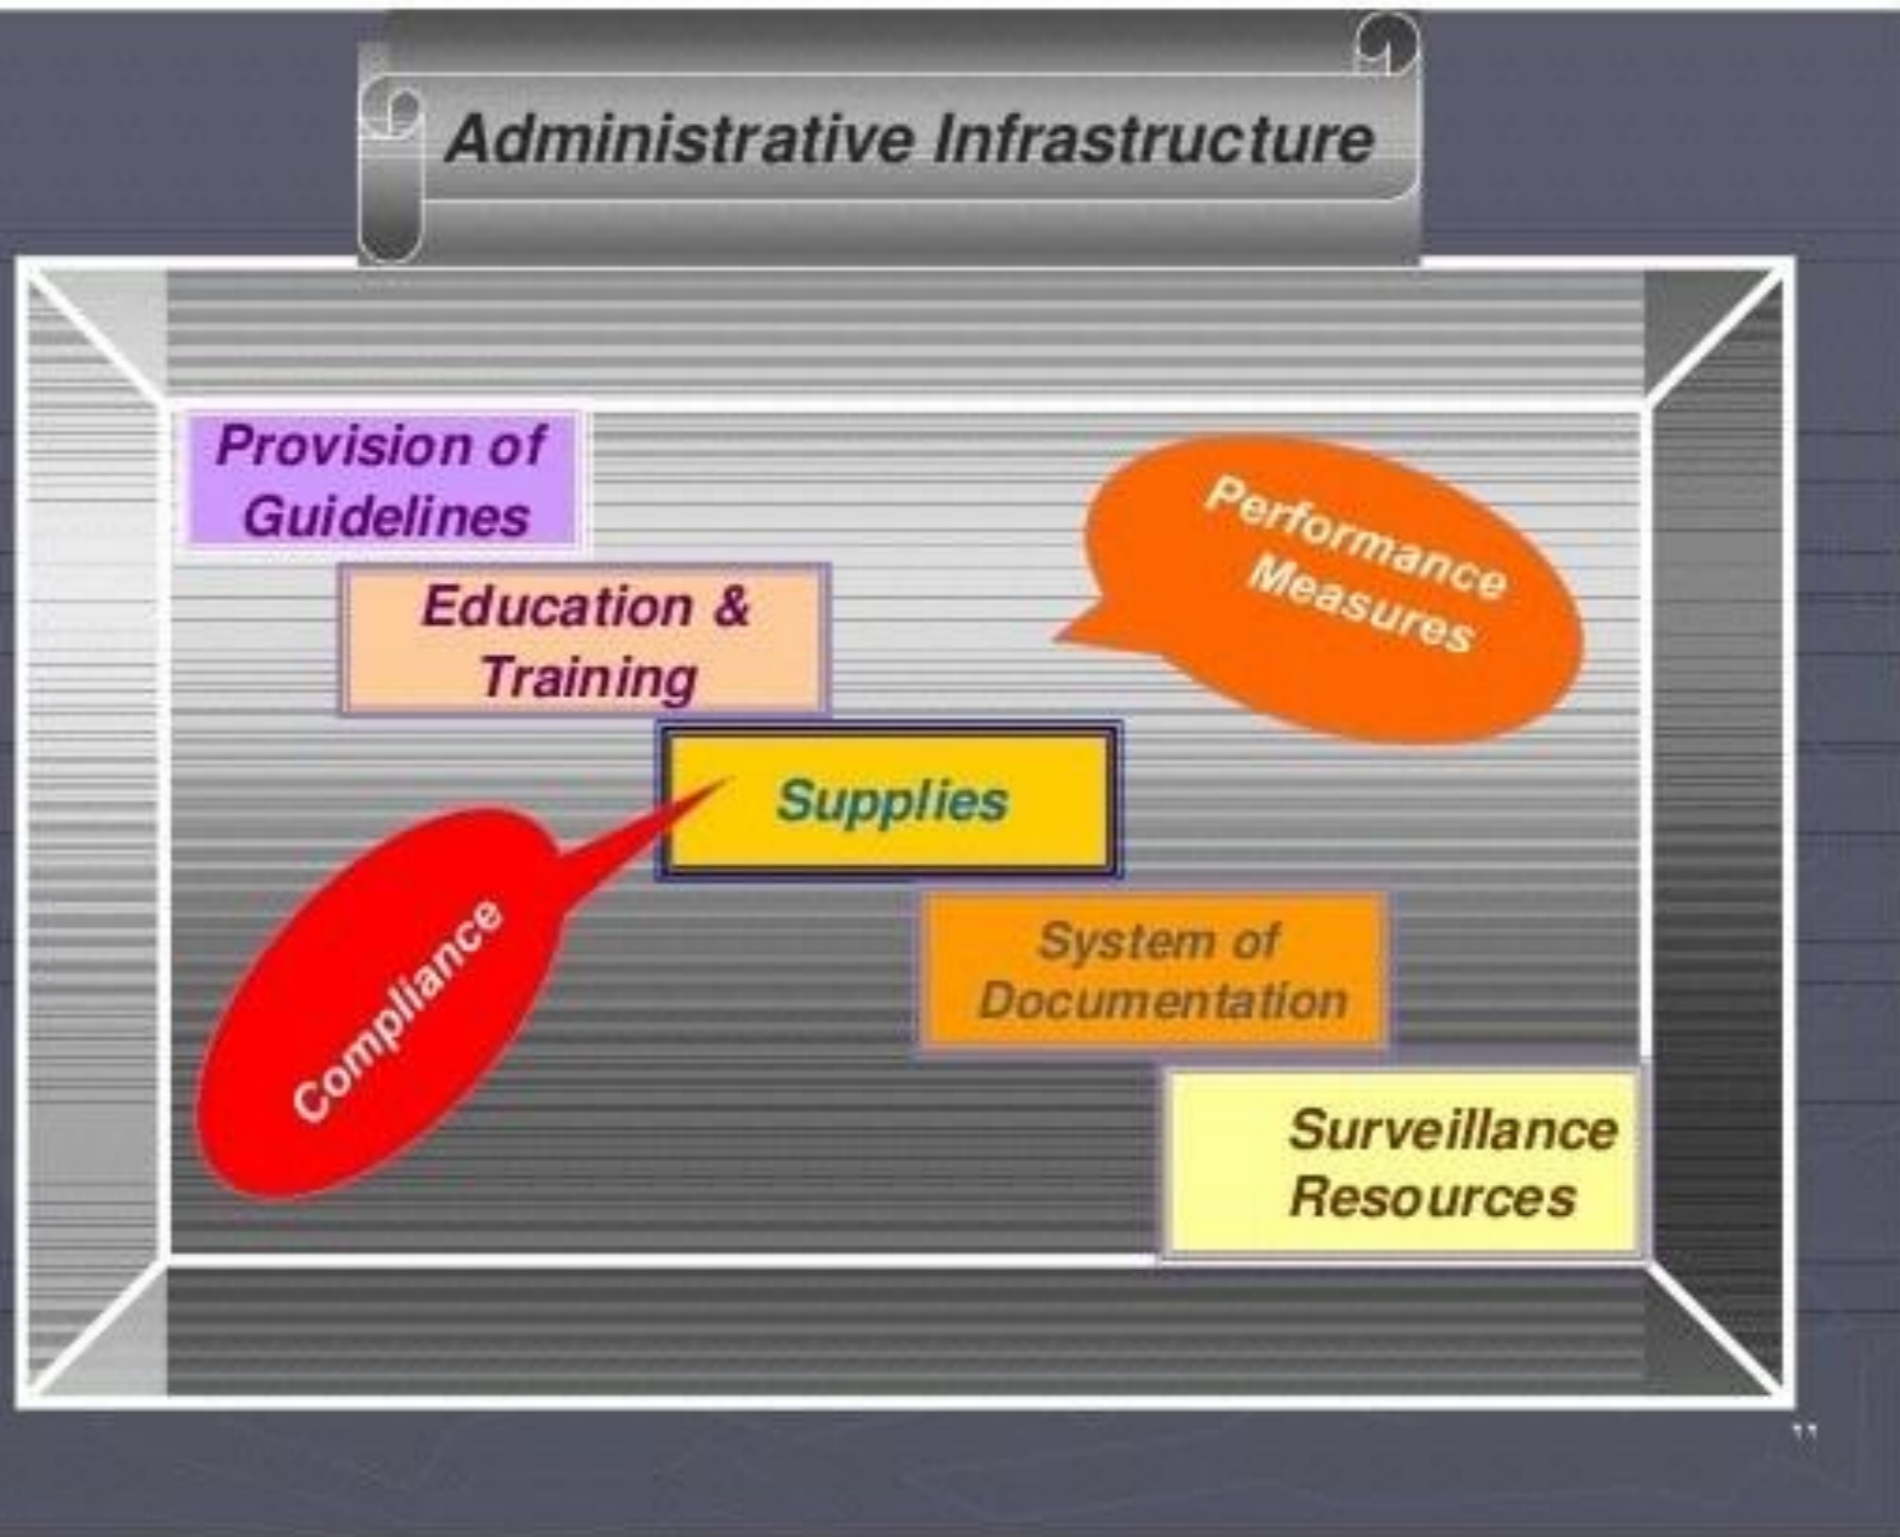 Administrative Infrastructure
Provision of
Guidelines
Performance
Measures
Education &
Training
Supplies
Compliance
System of
Documentation
Surveillance
Resources